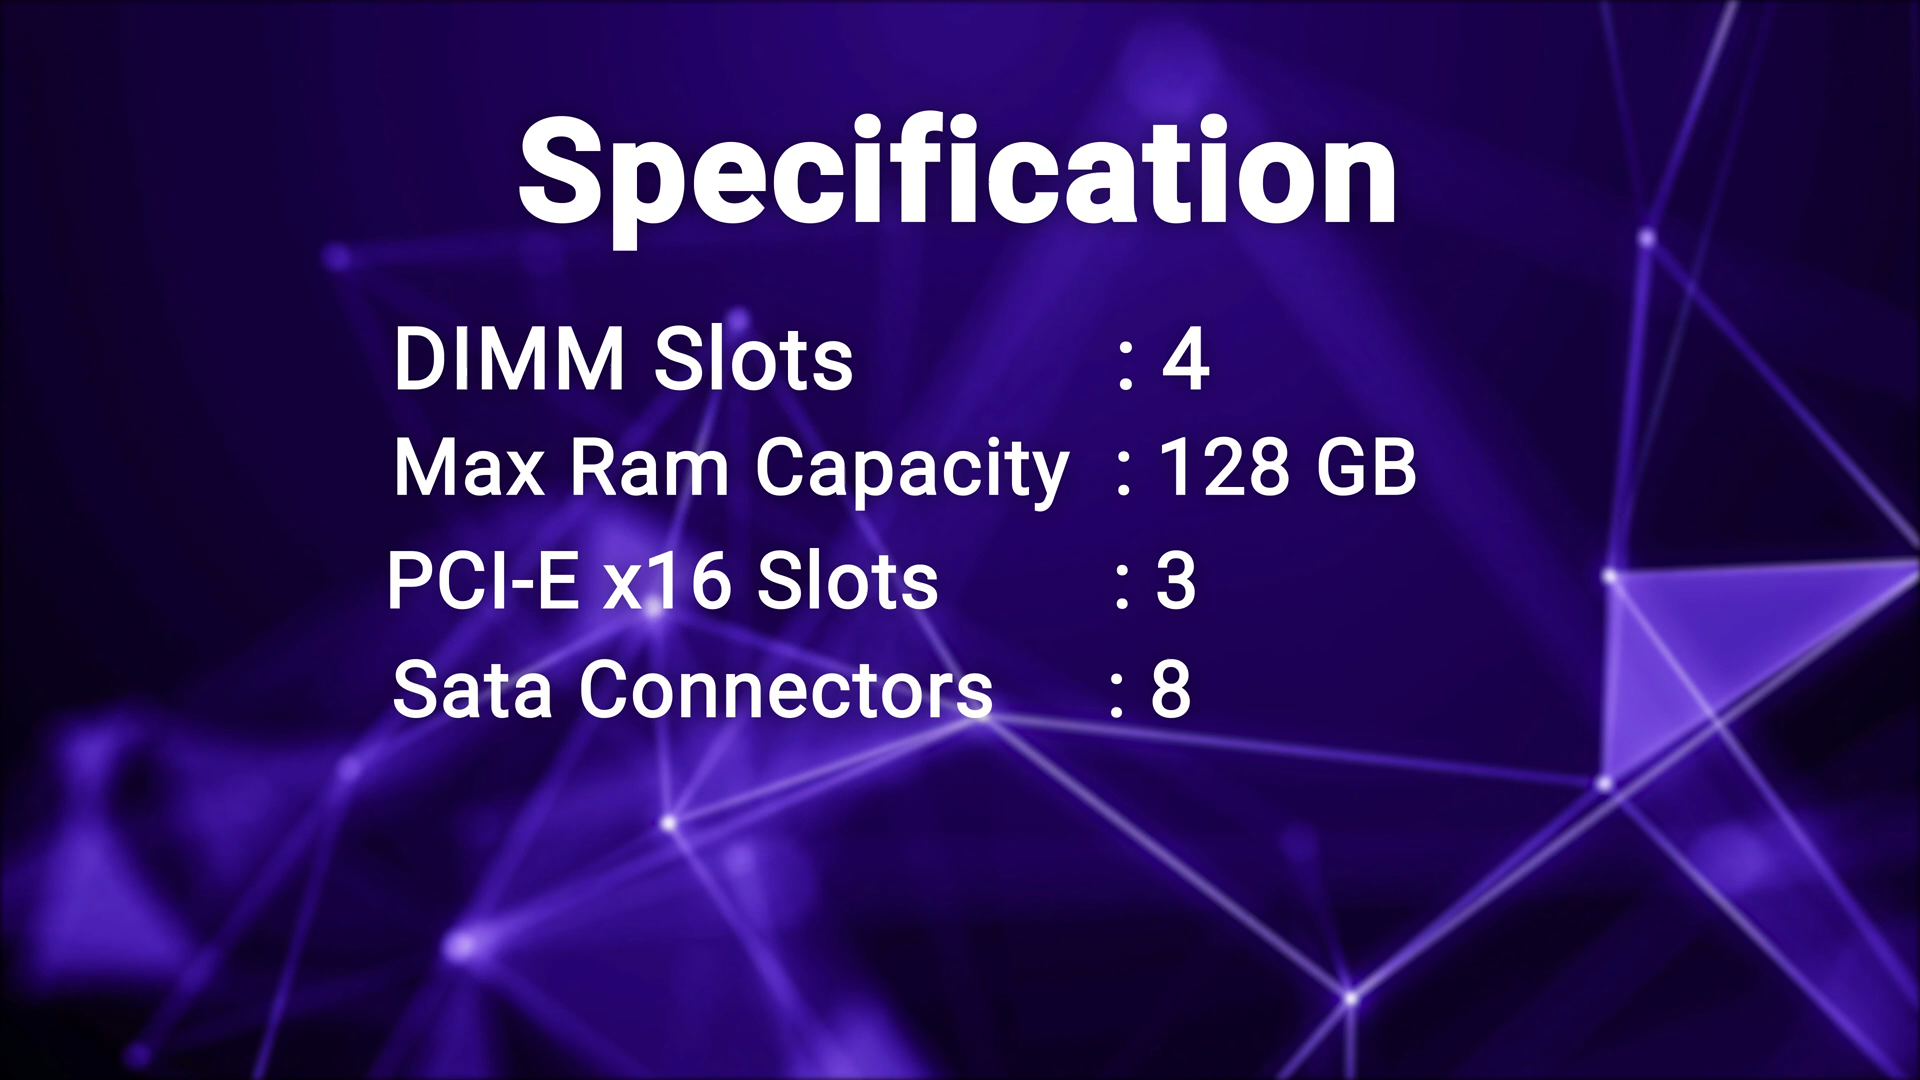 Specification
DIMM Slots : 4
Max Ram Capacity : 128 GB
PCI-E x16 Slots : 3
Sata Connectors : 8